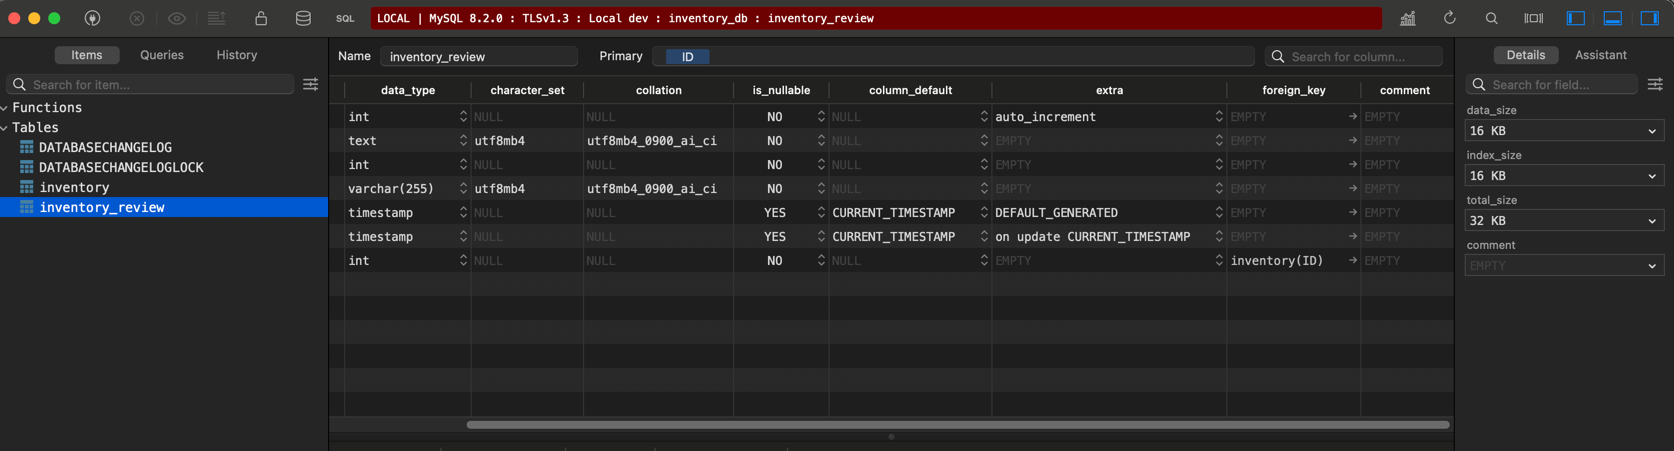 SQL LOCAL | MySQL 8.2.0 : TLSv1.3 : Local dev : inventory_db : inventory_review
Items Queries History
Search for item...
Functions
Tables
DATABASECHANGELOG
DATABASECHANGELOGLOCK
inventory
inventory_review
Name inventory_review Primary ID Search for column...
data_type character_set collation is_nullable column_default extra foreign_key comment
int NULL NULL NO NULL auto_increment EMPTY EMPTY
text utf8mb4 utf8mb4_0900_ai_ci NO NULL EMPTY EMPTY EMPTY
int NULL NULL NO NULL EMPTY EMPTY EMPTY
varchar(255) utf8mb4 utf8mb4_0900_ai_ci NO NULL EMPTY EMPTY EMPTY
timestamp NULL NULL YES CURRENT_TIMESTAMP DEFAULT_GENERATED EMPTY EMPTY
timestamp NULL NULL YES CURRENT_TIMESTAMP on update CURRENT_TIMESTAMP EMPTY EMPTY
int NULL NULL NO NULL EMPTY inventory(ID) EMPTY
Details Assistant
Search for field...
data_size
16 KB
index_size
16 KB
total_size
32 KB
comment
EMPTY